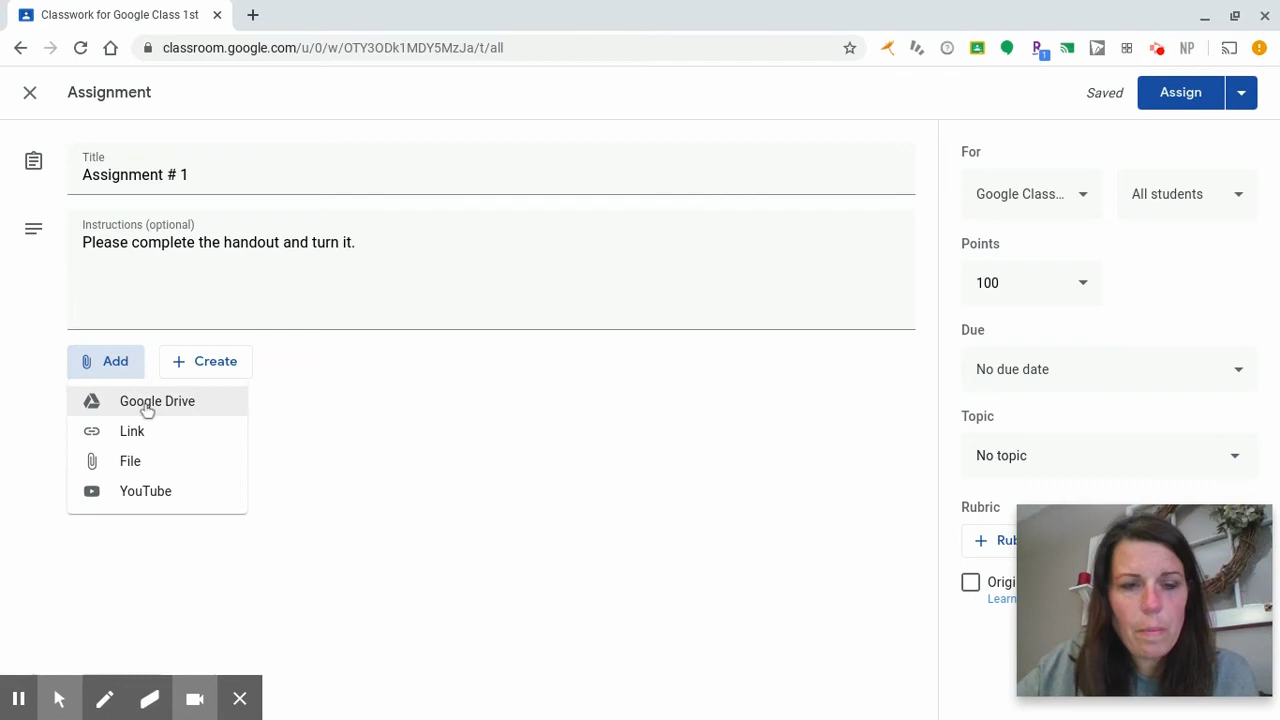 Classwork for Google Class 1st
classroom.google.com/u/0/w/OTY3ODk1MDY5MzJa/t/all
R
1
NP
Assignment
Saved
Assign
Title
Assignment # 1
For
Google Class...
All students
Instructions (optional)
Please complete the handout and turn it.
Points
100
Due
No due date
Add
Create
Google Drive
Link
File
YouTube
Topic
No topic
Rubric
+ Rub
Origi
Learn